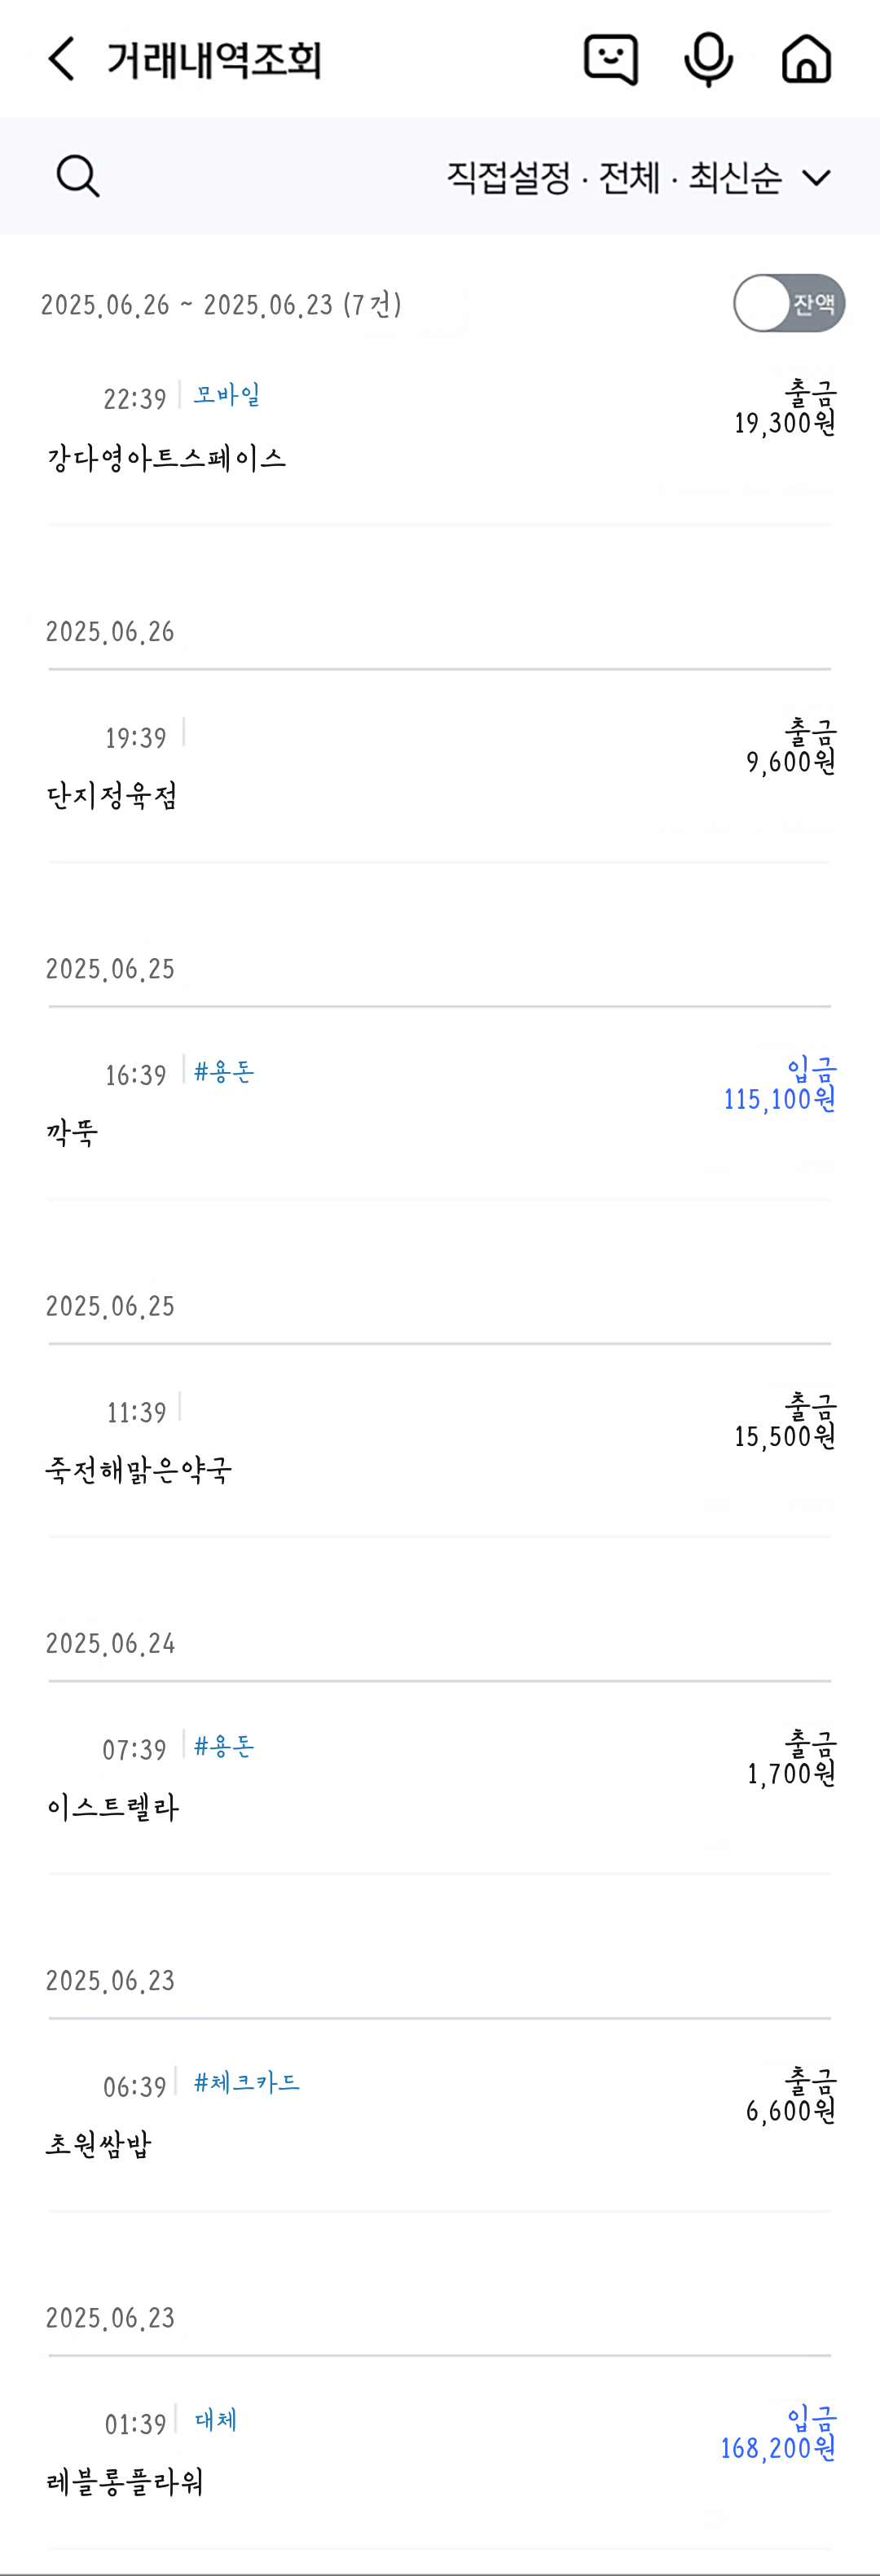 거래내역조회
직접설정 · 전체 · 최신순
2025.06.26 ~ 2025.06.23 (7건)
잔액
22:39 모바일
출금
19,300원
강다영아트스페이스
2025.06.26
19:39
출금
9,600원
단지정육점
2025.06.25
16:39 #용돈
입금
115,100원
깍뚝
2025.06.25
11:39
출금
15,500원
죽전해맑은약국
2025.06.24
07:39 #용돈
출금
1,700원
이스트렐라
2025.06.23
06:39 #체크카드
출금
6,600원
초원쌈밥
2025.06.23
01:39 대체
입금
168,200원
레블롱플라워